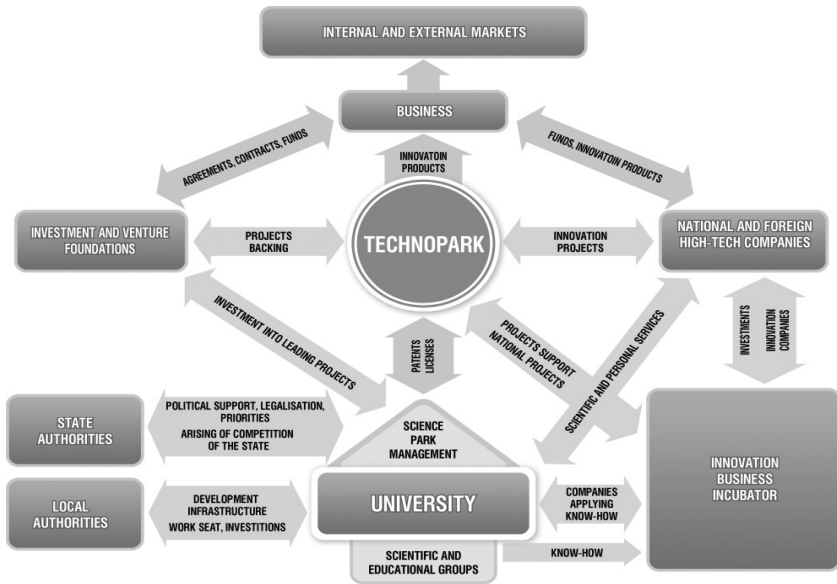 INTERNAL AND EXTERNAL MARKETS
BUSINESS
AGREEMENTS, CONTRACTS, FUNDS
INNOVATOIN
PRODUCTS
FUNDS, INNOVATOIN PRODUCTS
INVESTMENT AND VENTURE
FOUNDATIONS
PROJECTS
BACKING
TECHNOPARK
INNOVATION
PROJECTS
NATIONAL AND FOREIGN
HIGH-TECH COMPANIES
INVESTMENT INTO LEADING PROJECTS
PATENTS
LICENSES
PROJECTS SUPPORT
NATIONAL PROJECTS
SCIENTIFIC AND PERSONAL SERVICES
INVESTMENTS
INNOVATION
COMPANIES
STATE
AUTHORITIES
POLITICAL SUPPORT, LEGALISATION,
PRIORITIES
ARISING OF COMPETITION
OF THE STATE
SCIENCE
PARK
MANAGEMENT
INNOVATION
BUSINESS
INCUBATOR
LOCAL
AUTHORITIES
DEVELOPMENT
INFRASTRUCTURE
WORK SEAT, INVESTITIONS
UNIVERSITY
COMPANIES
APPLYING
KNOW-HOW
SCIENTIFIC AND
EDUCATIONAL GROUPS
KNOW-HOW